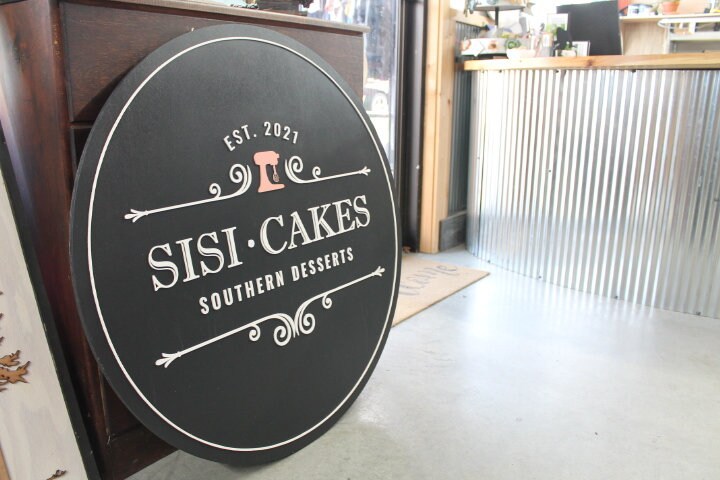 EST. 2021
SISI · CAKES
SOUTHERN DESSERTS